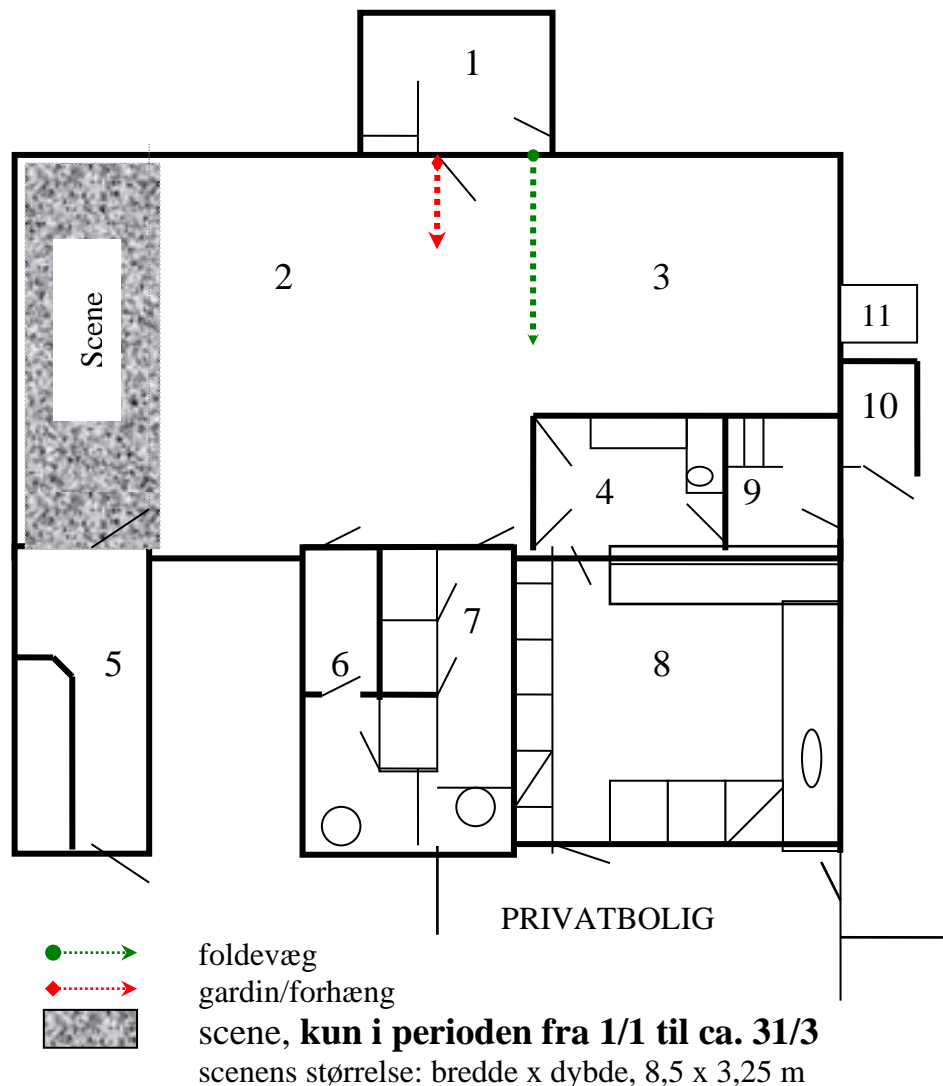 1
2
3
Scene
11
10
4
9
5
6
7
8
PRIVATBOLIG
foldevæg
gardin/forhæng
scene, kun i perioden fra 1/1 til ca. 31/3
scenens størrelse: bredde x dybde, 8,5 x 3,25 m